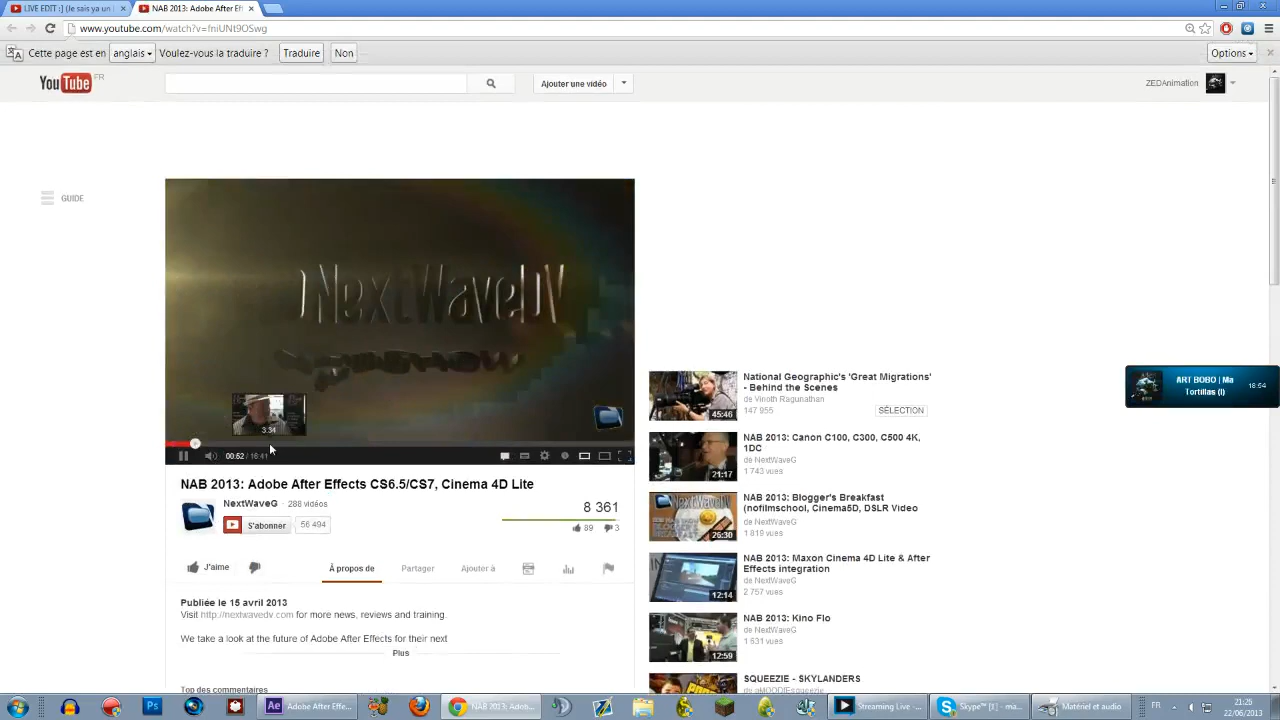 LIVE EDIT :] (Je sais ya un
NAB 2013: Adobe After Ef
www.youtube.com/watch?v=fniUNt9OSwg
Cette page est en
anglais
Voulez-vous la traduire ?
Traduire
Non
Options
YouTube FR
Ajouter une vidéo
ZEDAnimation
GUIDE
NextWaveDV
3:34
00:52 / 16:41
NAB 2013: Adobe After Effects CS6.5/CS7, Cinema 4D Lite
NextWaveG · 288 vidéos
S'abonner
56 494
8 361
89
3
J'aime
À propos de
Partager
Ajouter à
Publiée le 15 avril 2013
Visit http://nextwavedv.com for more news, reviews and training.
We take a look at the future of Adobe After Effects for their next
Plus
Top des commentaires
National Geographic's 'Great Migrations'
- Behind the Scenes
de Vinoth Ragunathan
147 955
SÉLECTION
45:46
NAB 2013: Canon C100, C300, C500 4K,
1DC
de NextWaveG
1 743 vues
21:17
NAB 2013: Blogger's Breakfast
(nofilmschool, Cinema5D, DSLR Video
de NextWaveG
1 819 vues
26:30
NAB 2013: Maxon Cinema 4D Lite & After
Effects integration
de NextWaveG
2 757 vues
12:14
NAB 2013: Kino Flo
de NextWaveG
1 531 vues
12:59
SQUEEZIE - SKYLANDERS
ART BOBO | Ma
Tortillas (l)
18:54
Adobe After Effe...
NAB 2013: Adob...
Streaming Live -...
Skype™ [1] - ma...
Matériel et audio
FR
21:26
22/06/2013